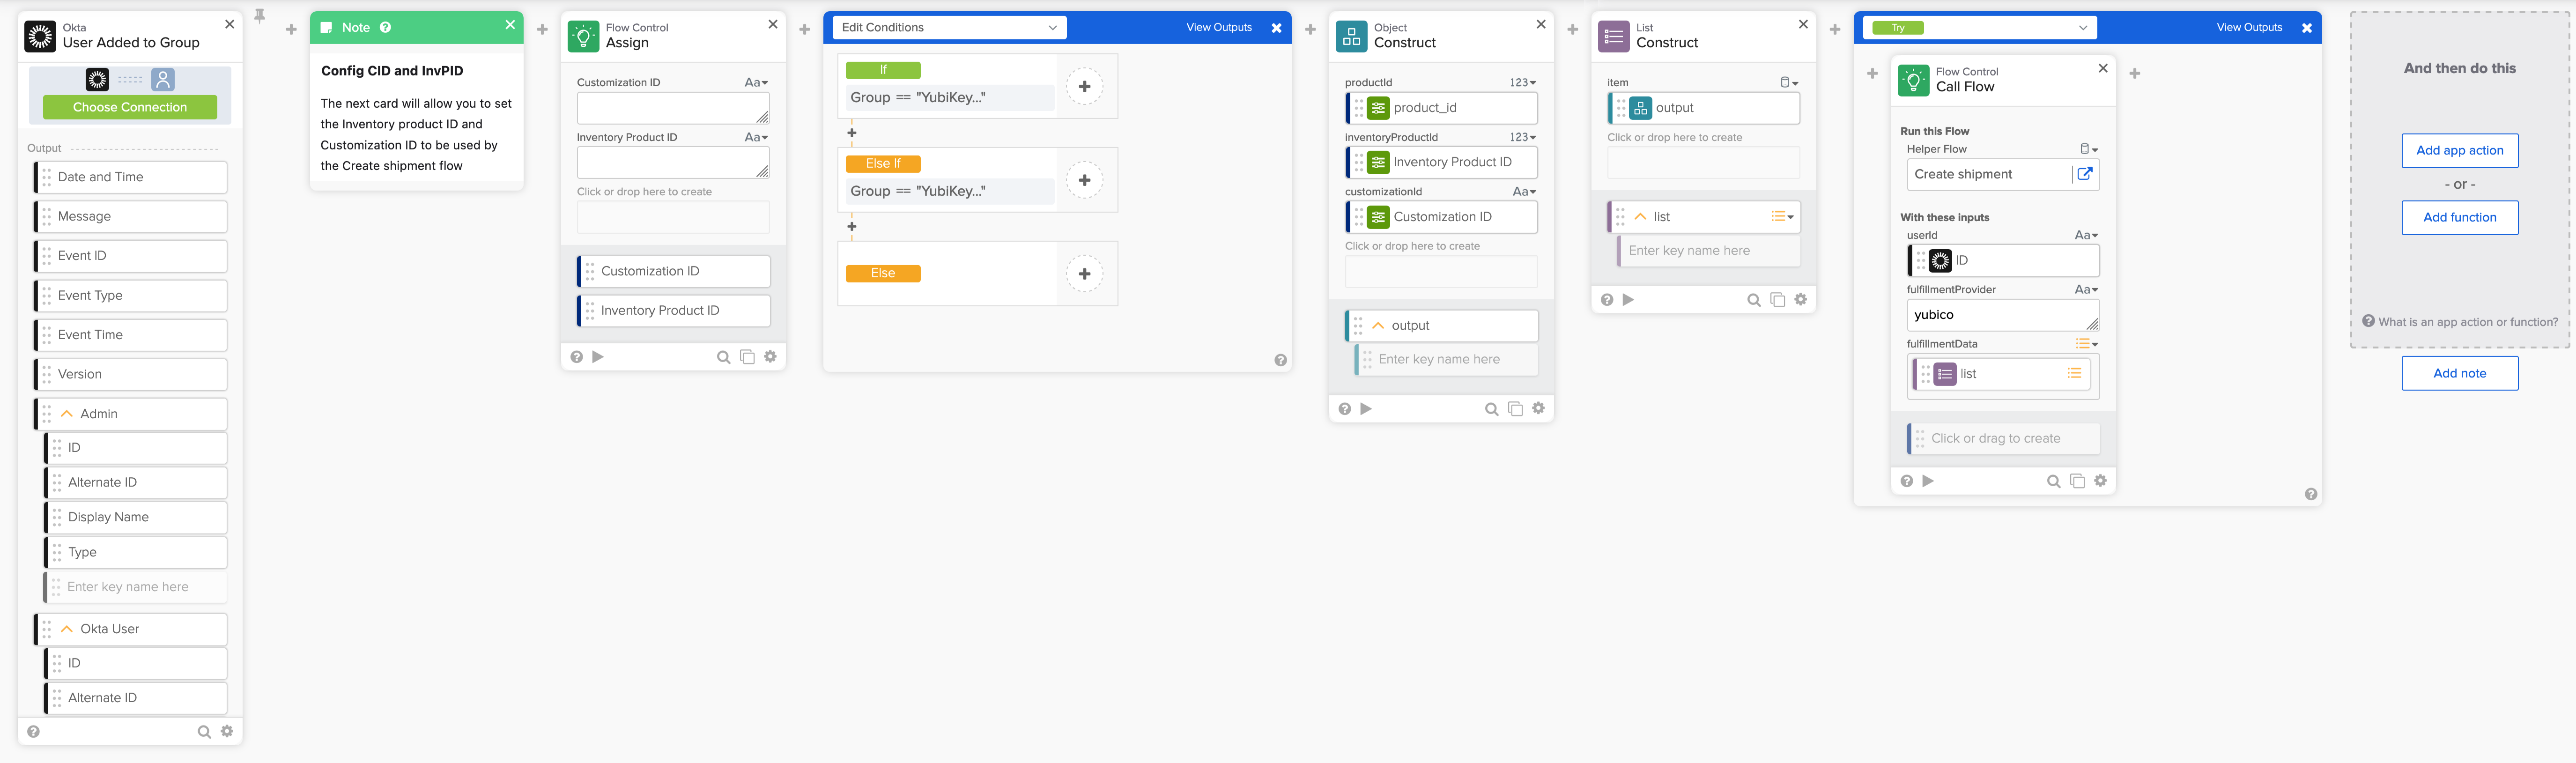 Okta
User Added to Group
Choose Connection
Output
Date and Time
Message
Event ID
Event Type
Event Time
Version
Admin
ID
Alternate ID
Display Name
Type
Enter key name here
Okta User
ID
Alternate ID
Note
Config CID and InvPID
The next card will allow you to set
the Inventory product ID and
Customization ID to be used by
the Create shipment flow
Flow Control
Assign
Customization ID
Aa
Inventory Product ID
Aa
Click or drop here to create
Customization ID
Inventory Product ID
Edit Conditions
View Outputs
If
Group == "YubiKey..."
Else If
Group == "YubiKey..."
Else
Object
Construct
productId
123
product_id
inventoryProductId
123
Inventory Product ID
customizationId
Aa
Customization ID
Click or drop here to create
output
Enter key name here
List
Construct
item
output
Click or drop here to create
list
Enter key name here
Try
View Outputs
Flow Control
Call Flow
Run this Flow
Helper Flow
Create shipment
With these inputs
userId
Aa
ID
fulfillmentProvider
Aa
yubico
fulfillmentData
list
Click or drag to create
And then do this
Add app action
- or -
Add function
What is an app action or function?
Add note